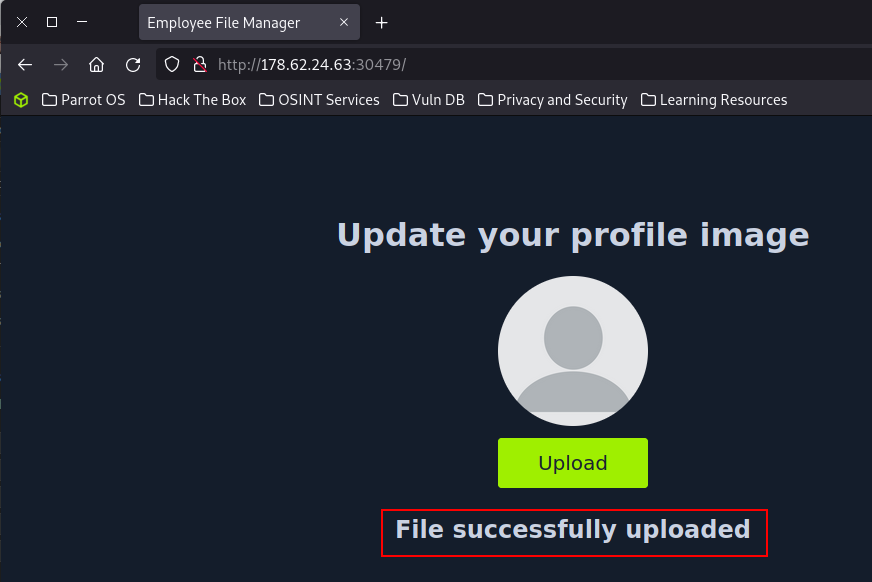 Employee File Manager
http://178.62.24.63:30479/
Parrot OS Hack The Box OSINT Services Vuln DB Privacy and Security Learning Resources
Update your profile image
Upload
File successfully uploaded